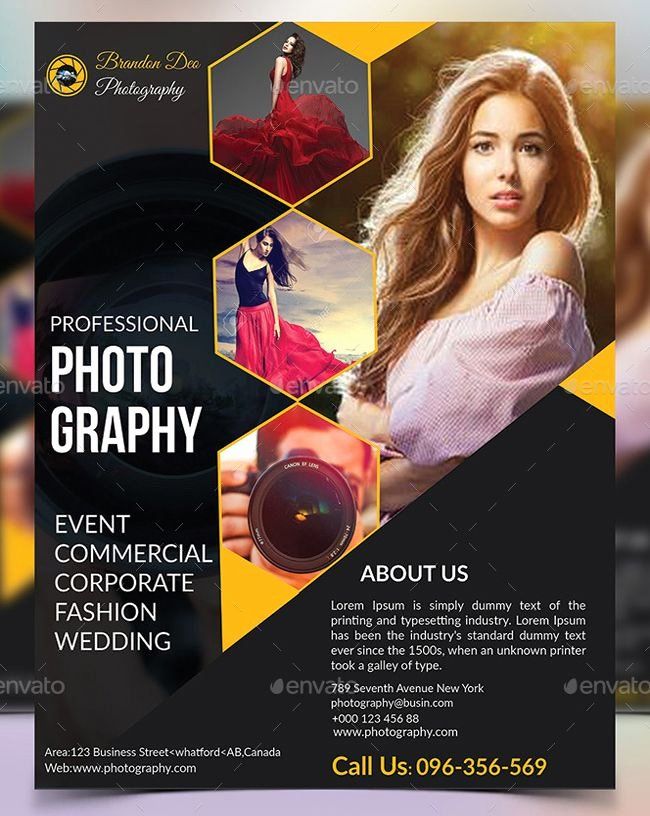 Brandon Deo
Photography
PROFESSIONAL
PHOTO
GRAPHY
EVENT
COMMERCIAL
CORPORATE
FASHION
WEDDING
CANON EF LENS
ABOUT US
Lorem Ipsum is simply dummy text of the
printing and typesetting industry. Lorem Ipsum
has been the industry's standard dummy text
ever since the 1500s, when an unknown printer
took a galley of type.
789 Seventh Avenue New York
photography@busin.com
+000 123 456 88
www.photography.com
Call Us: 096-356-569
Area:123 Business Street<whatford<AB,Canada
Web:www.photography.com
envato
envato
envato
envato
envato
envato
envato
envato
envato